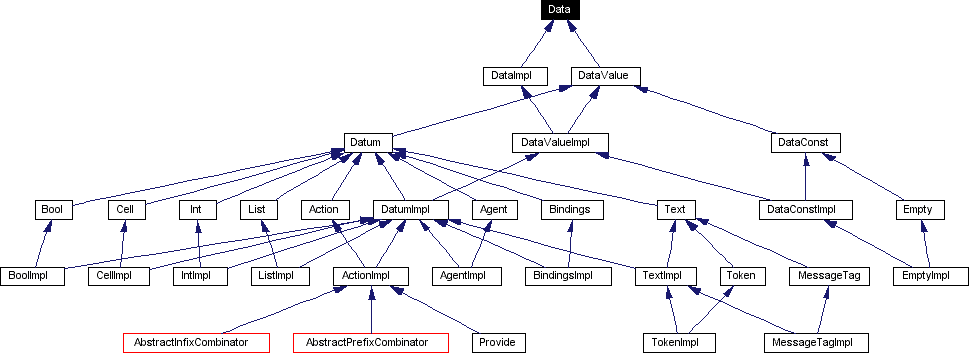 Data
DataImpl
DataValue
Datum
DataValueImpl
DataConst
Bool
Cell
Int
List
Action
DatumImpl
Agent
Bindings
Text
DataConstImpl
Empty
BoolImpl
CellImpl
IntImpl
ListImpl
ActionImpl
AgentImpl
BindingsImpl
TextImpl
Token
MessageTag
EmptyImpl
AbstractInfixCombinator
AbstractPrefixCombinator
Provide
TokenImpl
MessageTagImpl